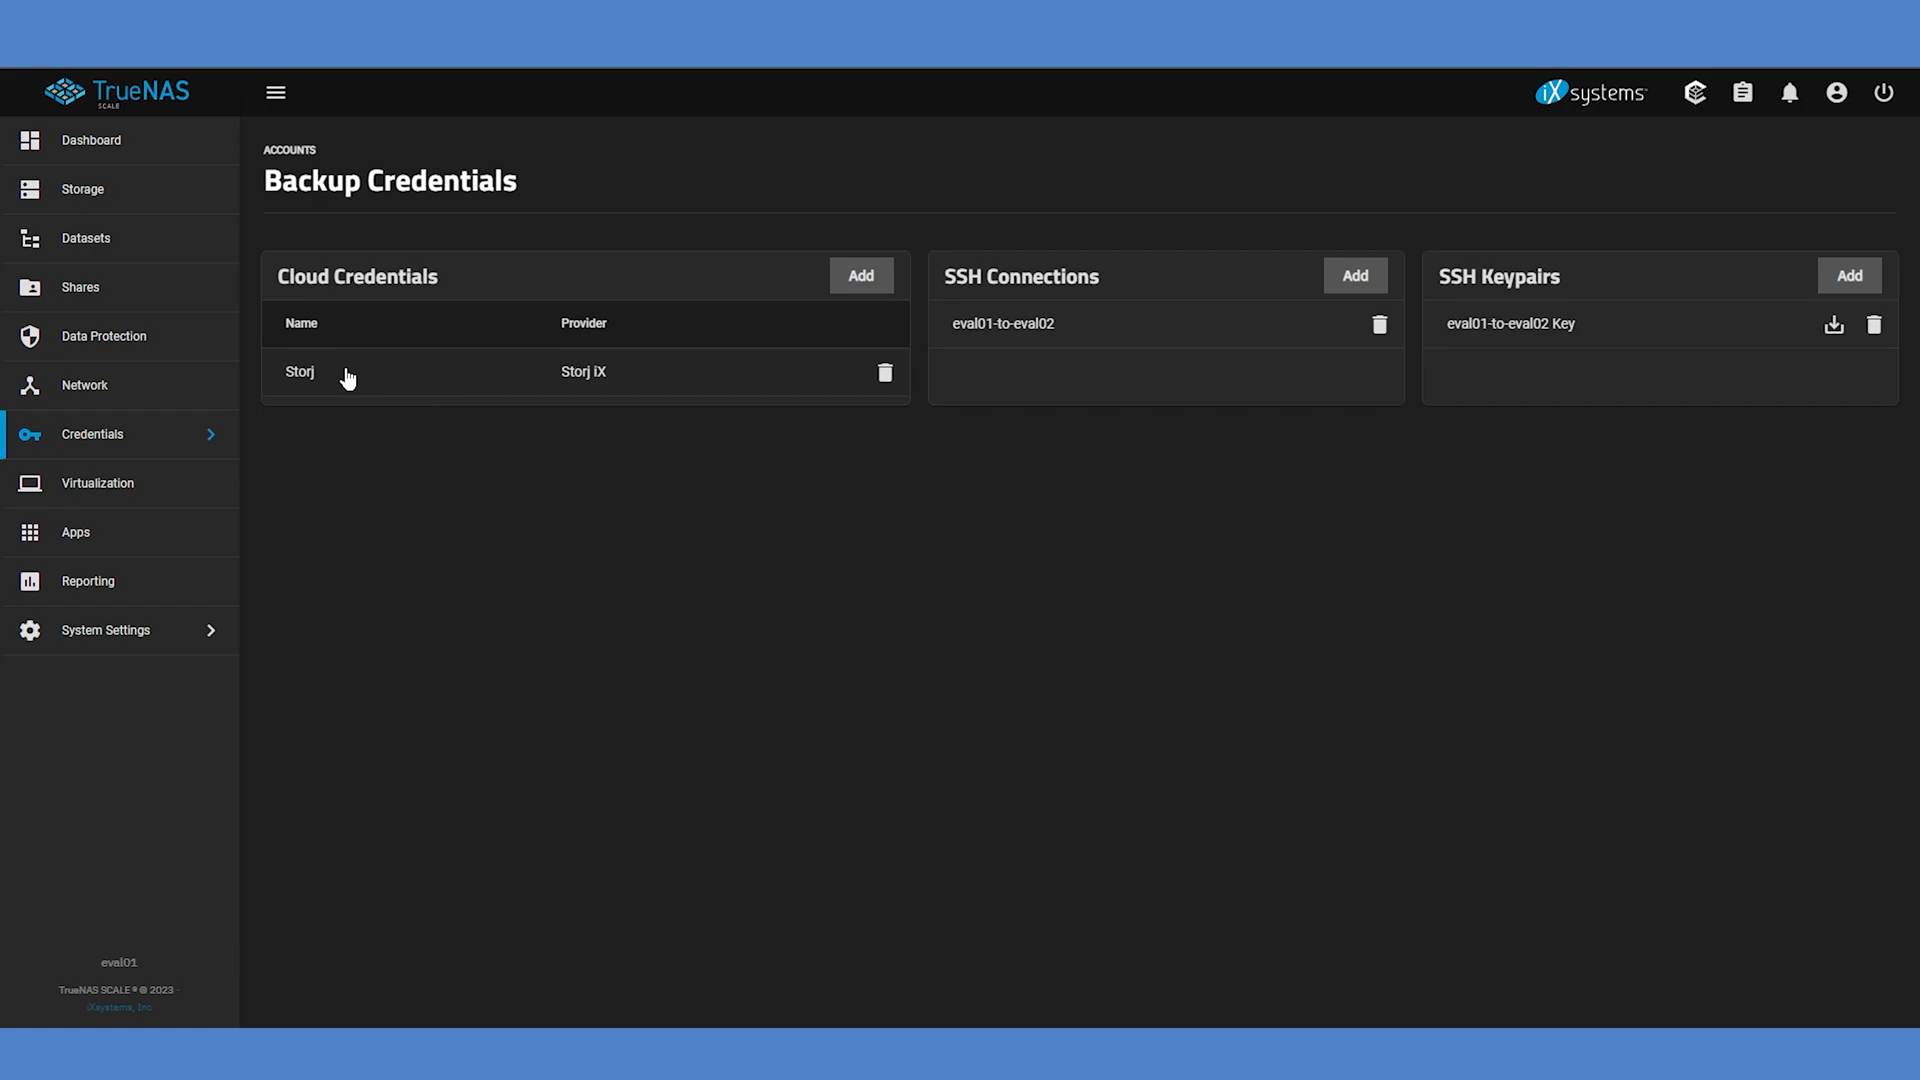 TrueNAS
SCALE
iXsystems
Dashboard
Storage
Datasets
Shares
Data Protection
Network
Credentials
Virtualization
Apps
Reporting
System Settings
eval01
TrueNAS SCALE ® © 2023 -
iXsystems, Inc
ACCOUNTS
Backup Credentials
Cloud Credentials
Add
Name Provider
Storj Storj iX
SSH Connections
Add
eval01-to-eval02
SSH Keypairs
Add
eval01-to-eval02 Key